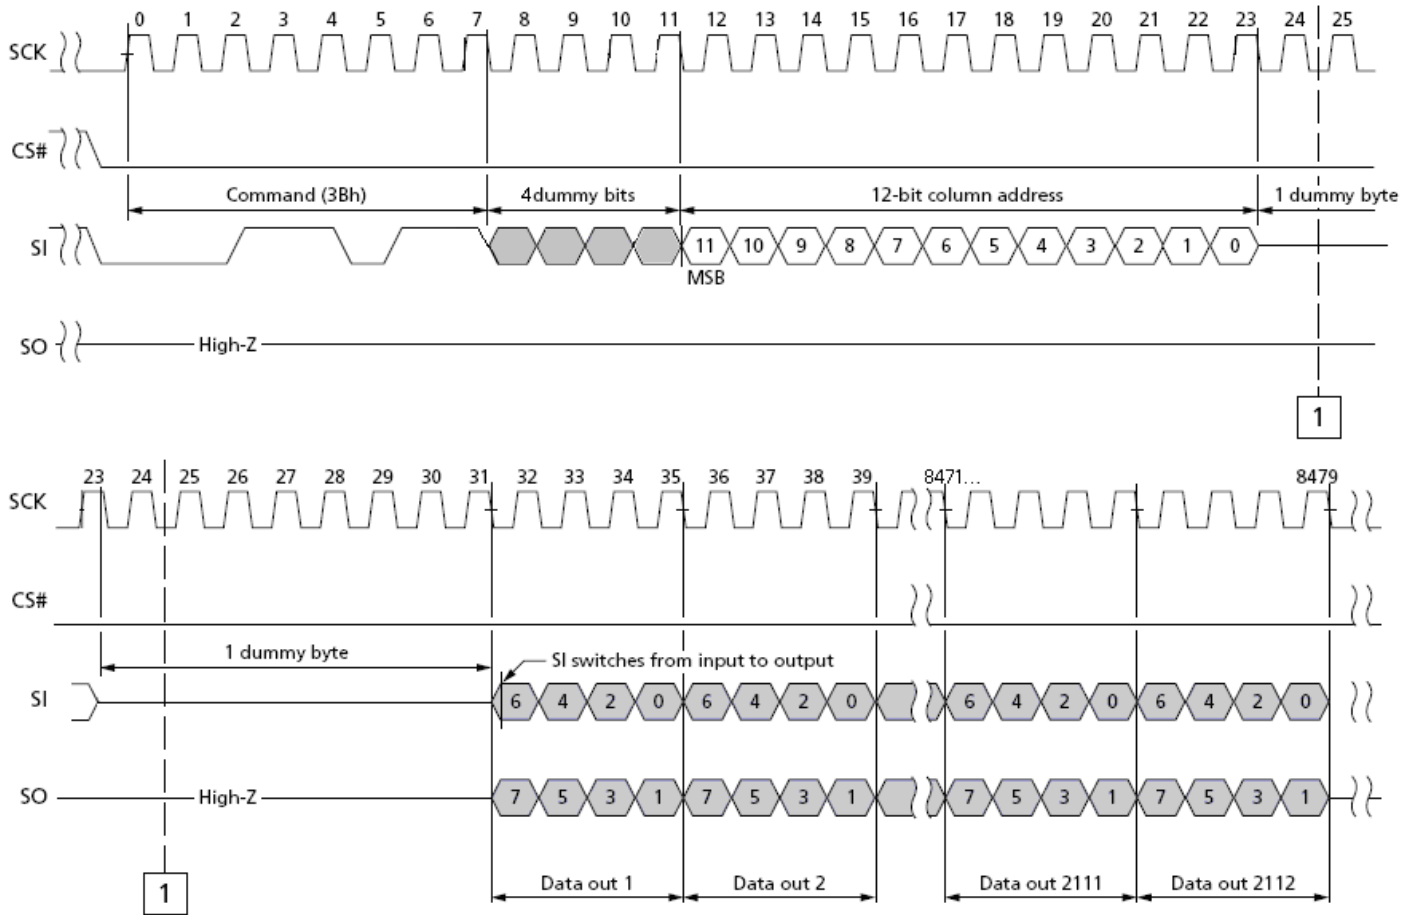 0 1 2 3 4 5 6 7 8 9 10 11 12 13 14 15 16 17 18 19 20 21 22 23 24 25
SCK
CS#
Command (3Bh) 4dummy bits 12-bit column address 1 dummy byte
SI 11 10 9 8 7 6 5 4 3 2 1 0
MSB
SO High-Z
1
23 24 25 26 27 28 29 30 31 32 33 34 35 36 37 38 39 8471... 8479
SCK
CS#
1 dummy byte
SI switches from input to output
SI 6 4 2 0 6 4 2 0 6 4 2 0 6 4 2 0
SO High-Z 7 5 3 1 7 5 3 1 7 5 3 1 7 5 3 1
1 Data out 1 Data out 2 Data out 2111 Data out 2112